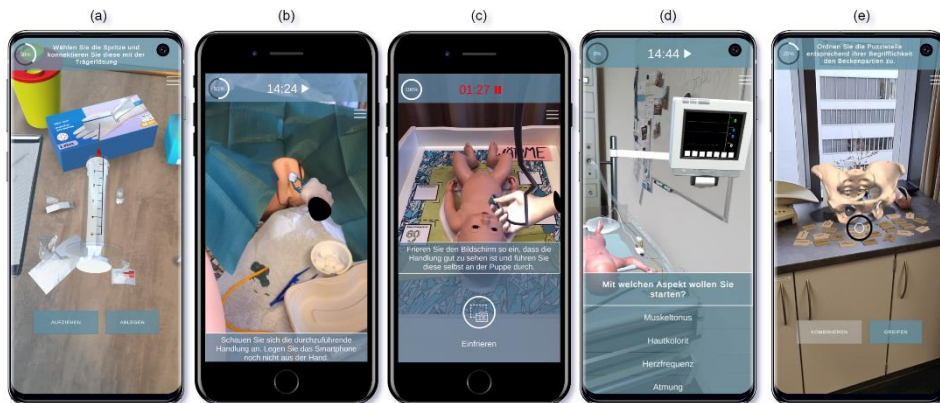 (a)
Wählen Sie die Spritze und
konnektieren Sie diese mit der
Trägerlösung
AUFZIEHEN
ABLEGEN
(b)
14:24
Schauen Sie sich die durchzuführende
Handlung an. Legen Sie das Smartphone
noch nicht aus der Hand.
(c)
01:27
Frieren Sie den Bildschirm so ein, dass die
Handlung gut zu sehen ist und führen Sie
diese selbst an der Puppe durch.
Einfrieren
(d)
14:44
Mit welchen Aspekt wollen Sie
starten?
Muskeltonus
Hautkolorit
Herzfrequenz
Atmung
(e)
Ordnen Sie die Puzzleteile
entsprechend ihrer Begrifflichkeit
den Beckenpartien zu.
KOMBINIEREN
GREIFEN